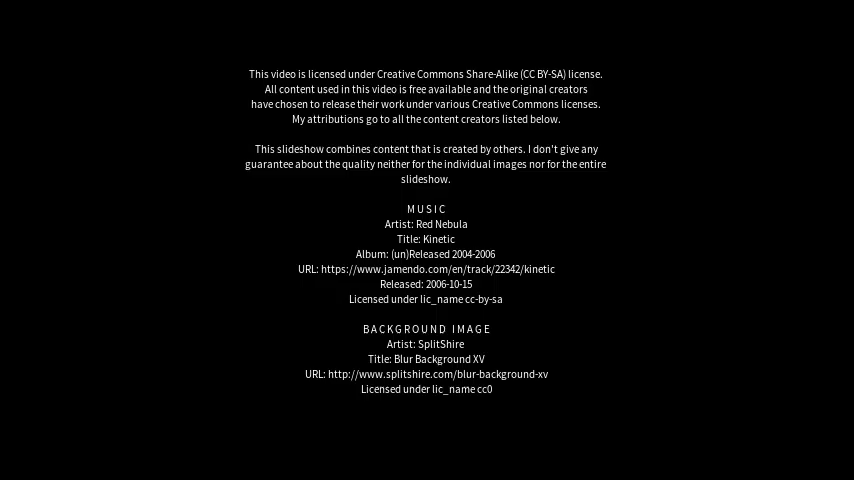 This video is licensed under Creative Commons Share-Alike (CC BY-SA) license.
All content used in this video is free available and the original creators
have chosen to release their work under various Creative Commons licenses.
My attributions go to all the content creators listed below.
This slideshow combines content that is created by others. I don't give any
guarantee about the quality neither for the individual images nor for the entire
slideshow.
MUSIC
Artist: Red Nebula
Title: Kinetic
Album: (un)Released 2004-2006
URL: https://www.jamendo.com/en/track/22342/kinetic
Released: 2006-10-15
Licensed under lic_name cc-by-sa
BACKGROUND IMAGE
Artist: SplitShire
Title: Blur Background XV
URL: http://www.splitshire.com/blur-background-xv
Licensed under lic_name cc0